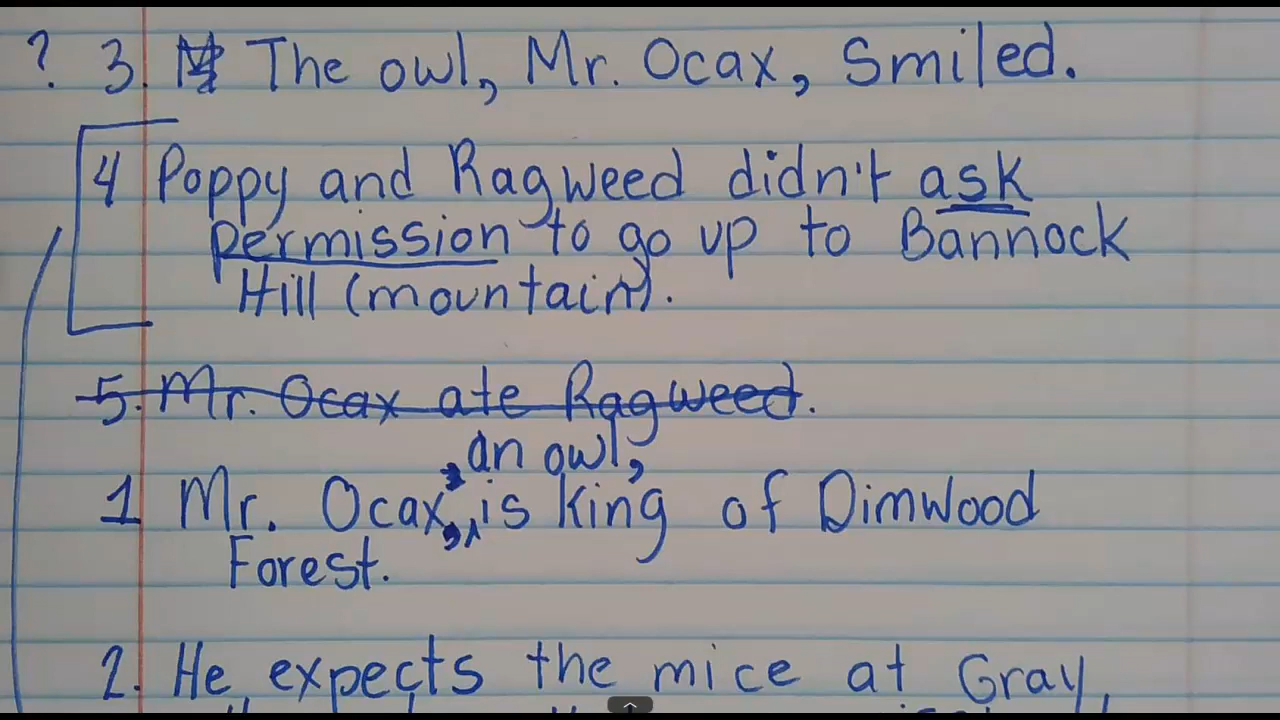 ? 3. The owl, Mr. Ocax, Smiled.
4 Poppy and Ragweed didn't ask
permission to go up to Bannock
Hill (mountain).
5. Mr. Ocax ate Ragweed.
, an owl,
1 Mr. Ocax, is king of Dimwood
Forest.
2. He expects the mice at Gray